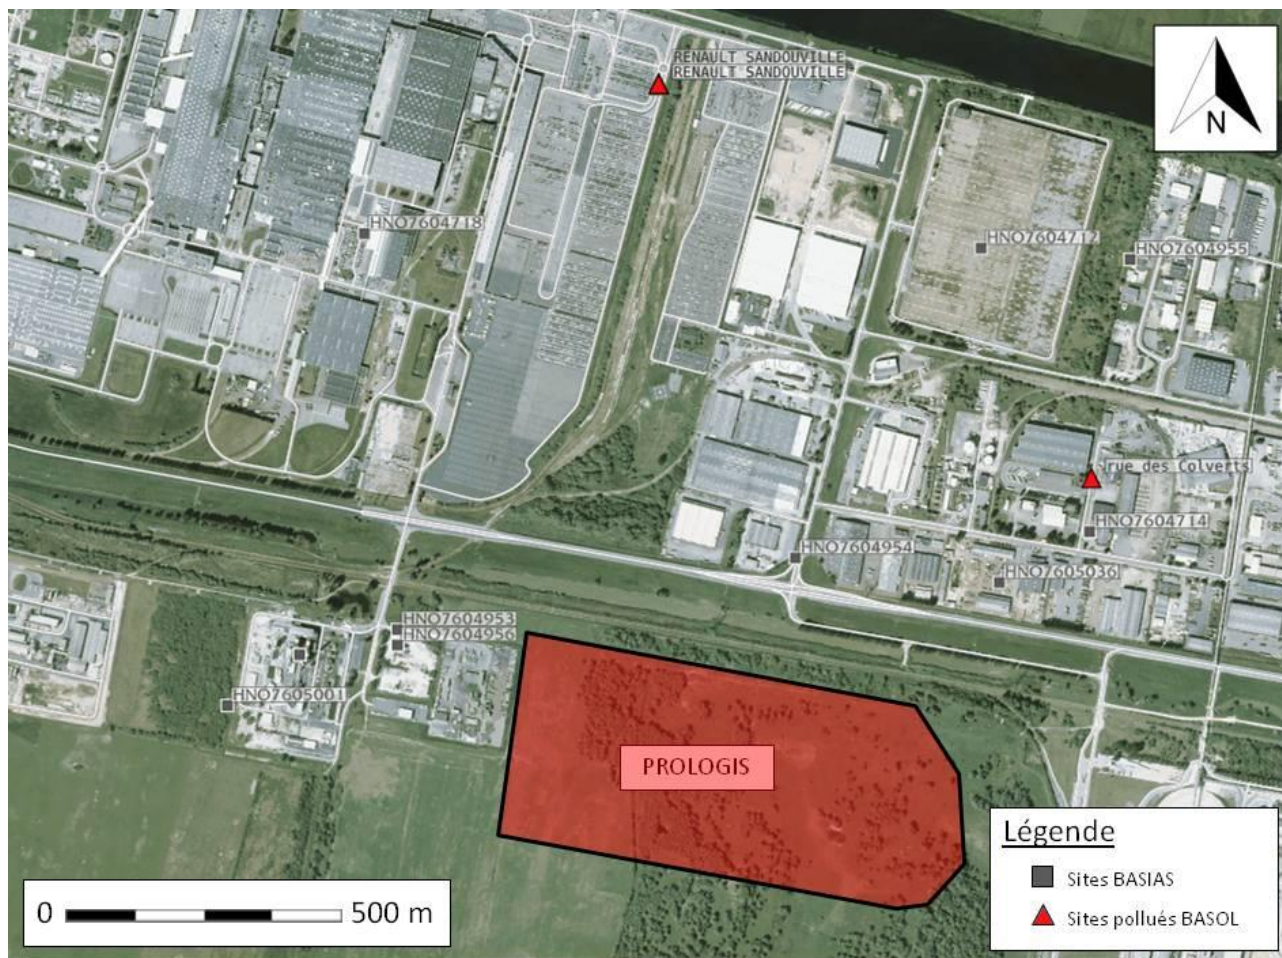 RENAULT SANDOUVILLE
RENAULT SANDOUVILLE
N
HNO7604718
HNO7604712
HNO7604955
rue des Colverts
HNO7604714
HNO7604954
HNO7605036
HNO7604953
HNO7604956
HNO7605001
PROLOGIS
Légende
Sites BASIAS
Sites pollués BASOL
0 500 m